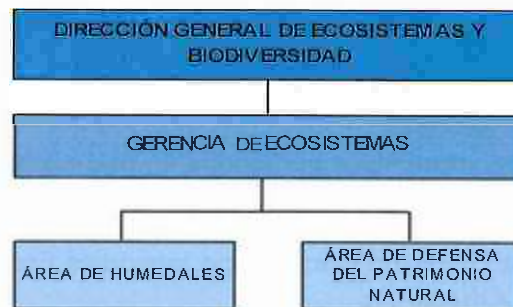 DIRECCIÓN GENERAL DE ECOSISTEMAS Y
BIODIVERSIDAD
GERENCIA DE ECOSISTEMAS
ÁREA DE HUMEDALES
ÁREA DE DEFENSA
DEL PATRIMONIO
NATURAL